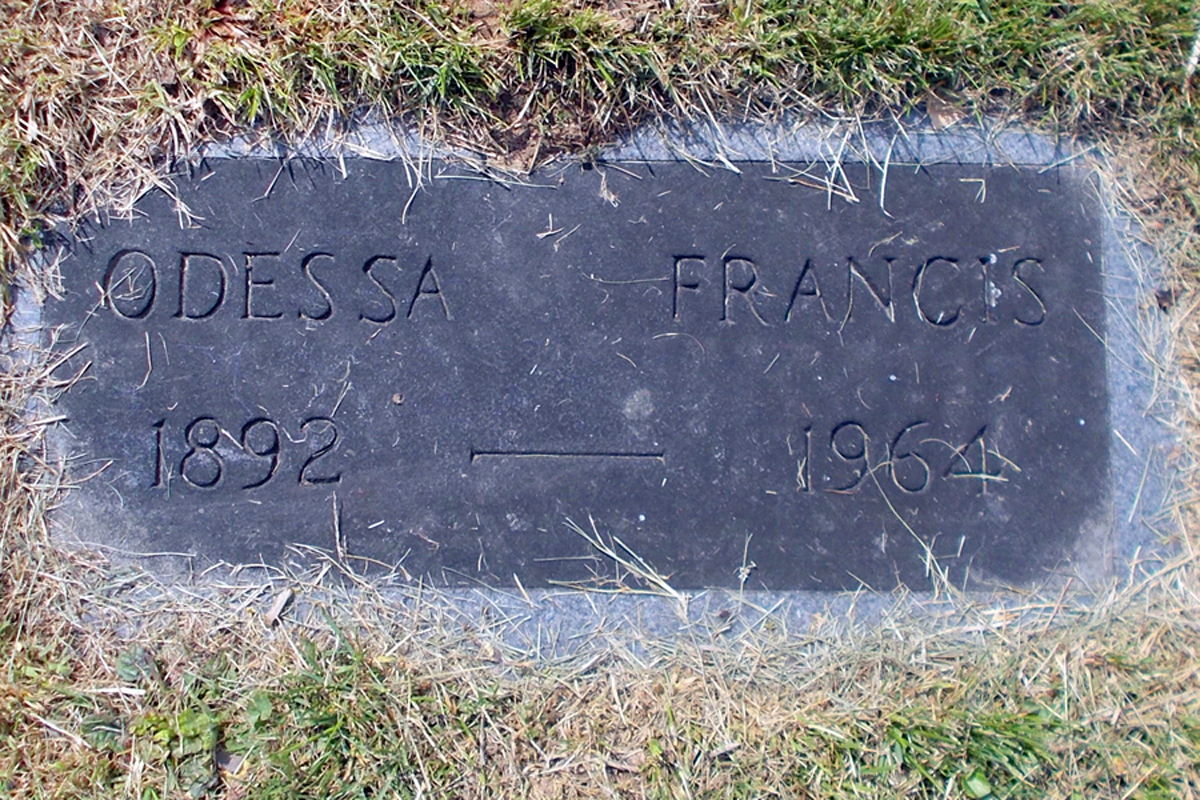 ODESSA FRANCIS
1892 — 1964